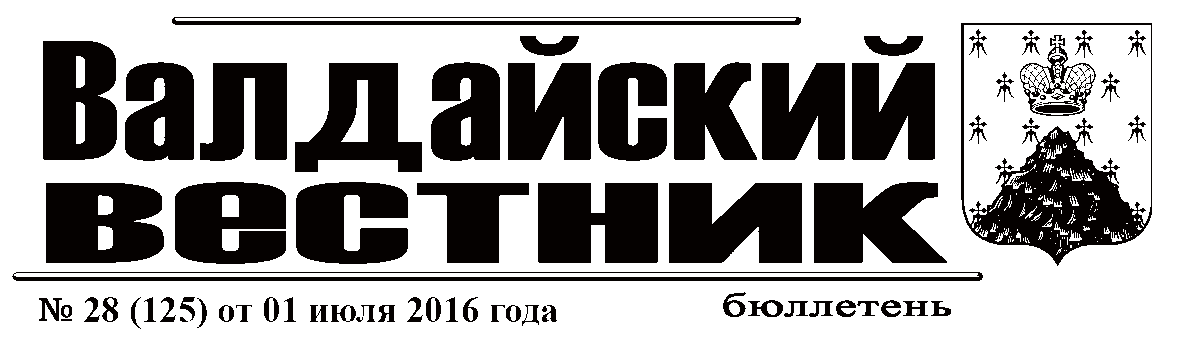 Валдайский
вестник
№ 28 (125) от 01 июля 2016 года бюллетень